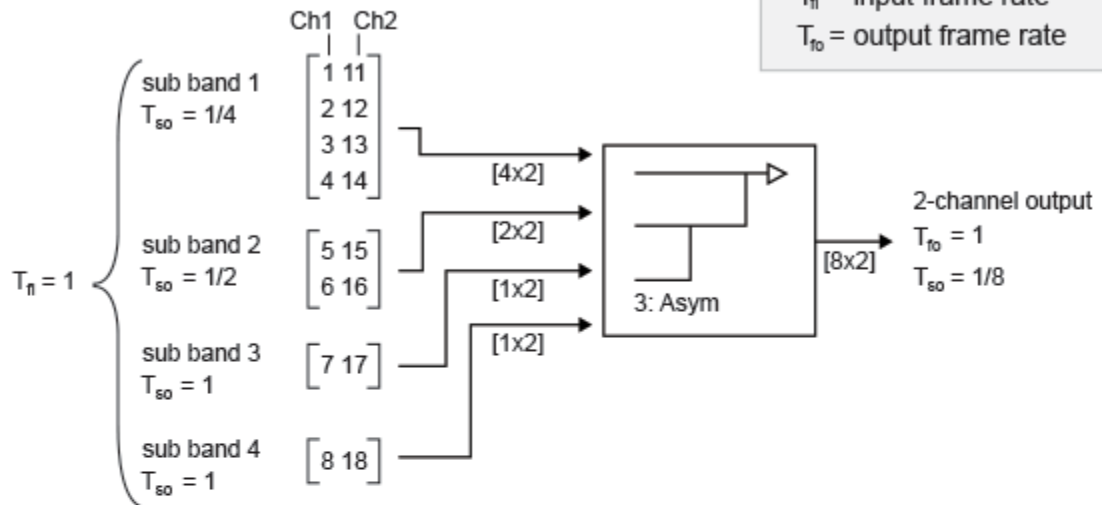 T_fi = input frame rate
T_fo = output frame rate
Ch1 Ch2
sub band 1
T_so = 1/4
1 11
2 12
3 13
4 14
[4x2]
sub band 2
T_so = 1/2
5 15
6 16
[2x2]
T_fi = 1
sub band 3
T_so = 1
7 17
[1x2]
sub band 4
T_so = 1
8 18
[1x2]
3: Asym
[8x2]
2-channel output
T_fo = 1
T_so = 1/8